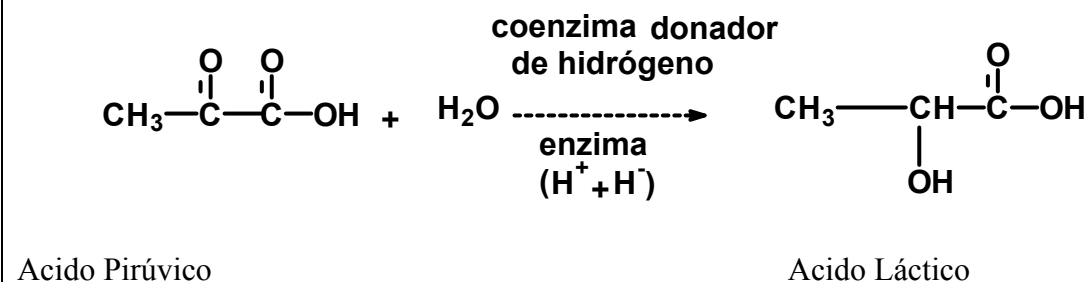 coenzima donador
de hidrógeno
O O
CH3 C C OH + H2O
enzima
(H+ + H-)
O
CH3 CH C OH
OH
Acido Pirúvico
Acido Láctico